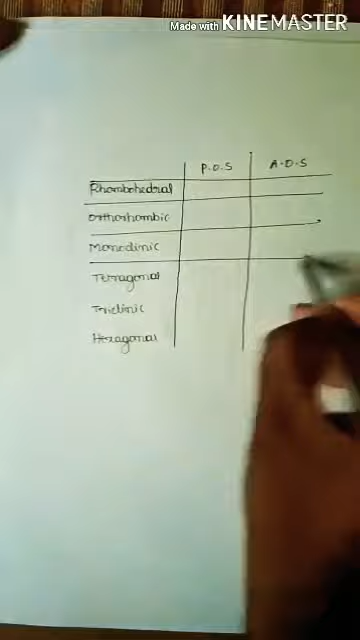 Made with KINEMASTER
P.O.S A.O.S
Rhombohedral
Orthorhombic
Monoclinic
Tetragonal
Triclinic
Hexagonal